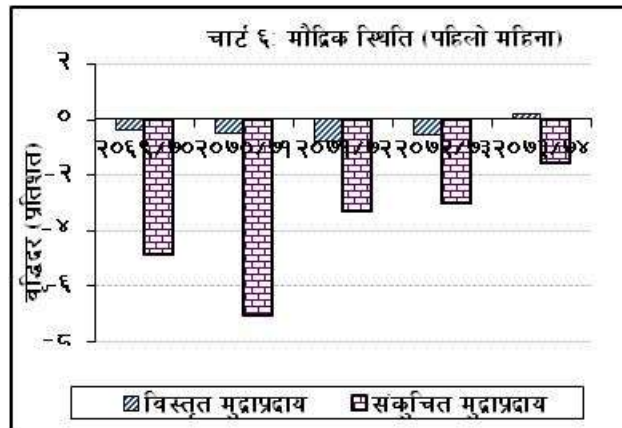 चार्ट ६: मौद्रिक स्थिति (पहिलो महिना)
वृद्धिदर (प्रतिशत)
२
०
-२
-४
-६
-८
२०६९/७० २०७०/७१ २०७१/७२ २०७२/७३ २०७३/७४
विस्तृत मुद्राप्रदाय संकुचित मुद्राप्रदाय